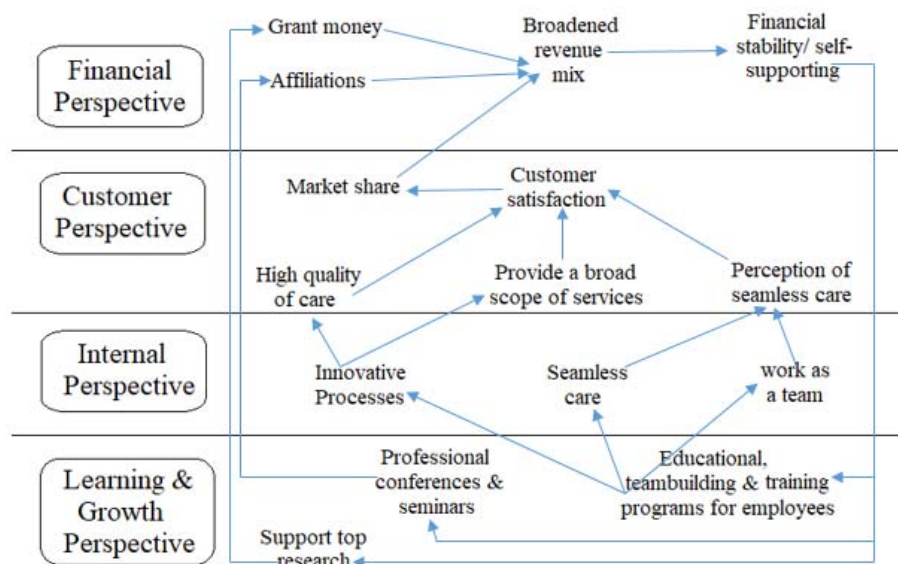 Financial
Perspective
Grant money
Affiliations
Broadened
revenue
mix
Financial
stability/ self-
supporting
Customer
Perspective
Market share
Customer
satisfaction
High quality
of care
Provide a broad
scope of services
Perception of
seamless care
Internal
Perspective
Innovative
Processes
Seamless
care
work as
a team
Learning &
Growth
Perspective
Professional
conferences &
seminars
Educational,
teambuilding & training
programs for employees
Support top
research